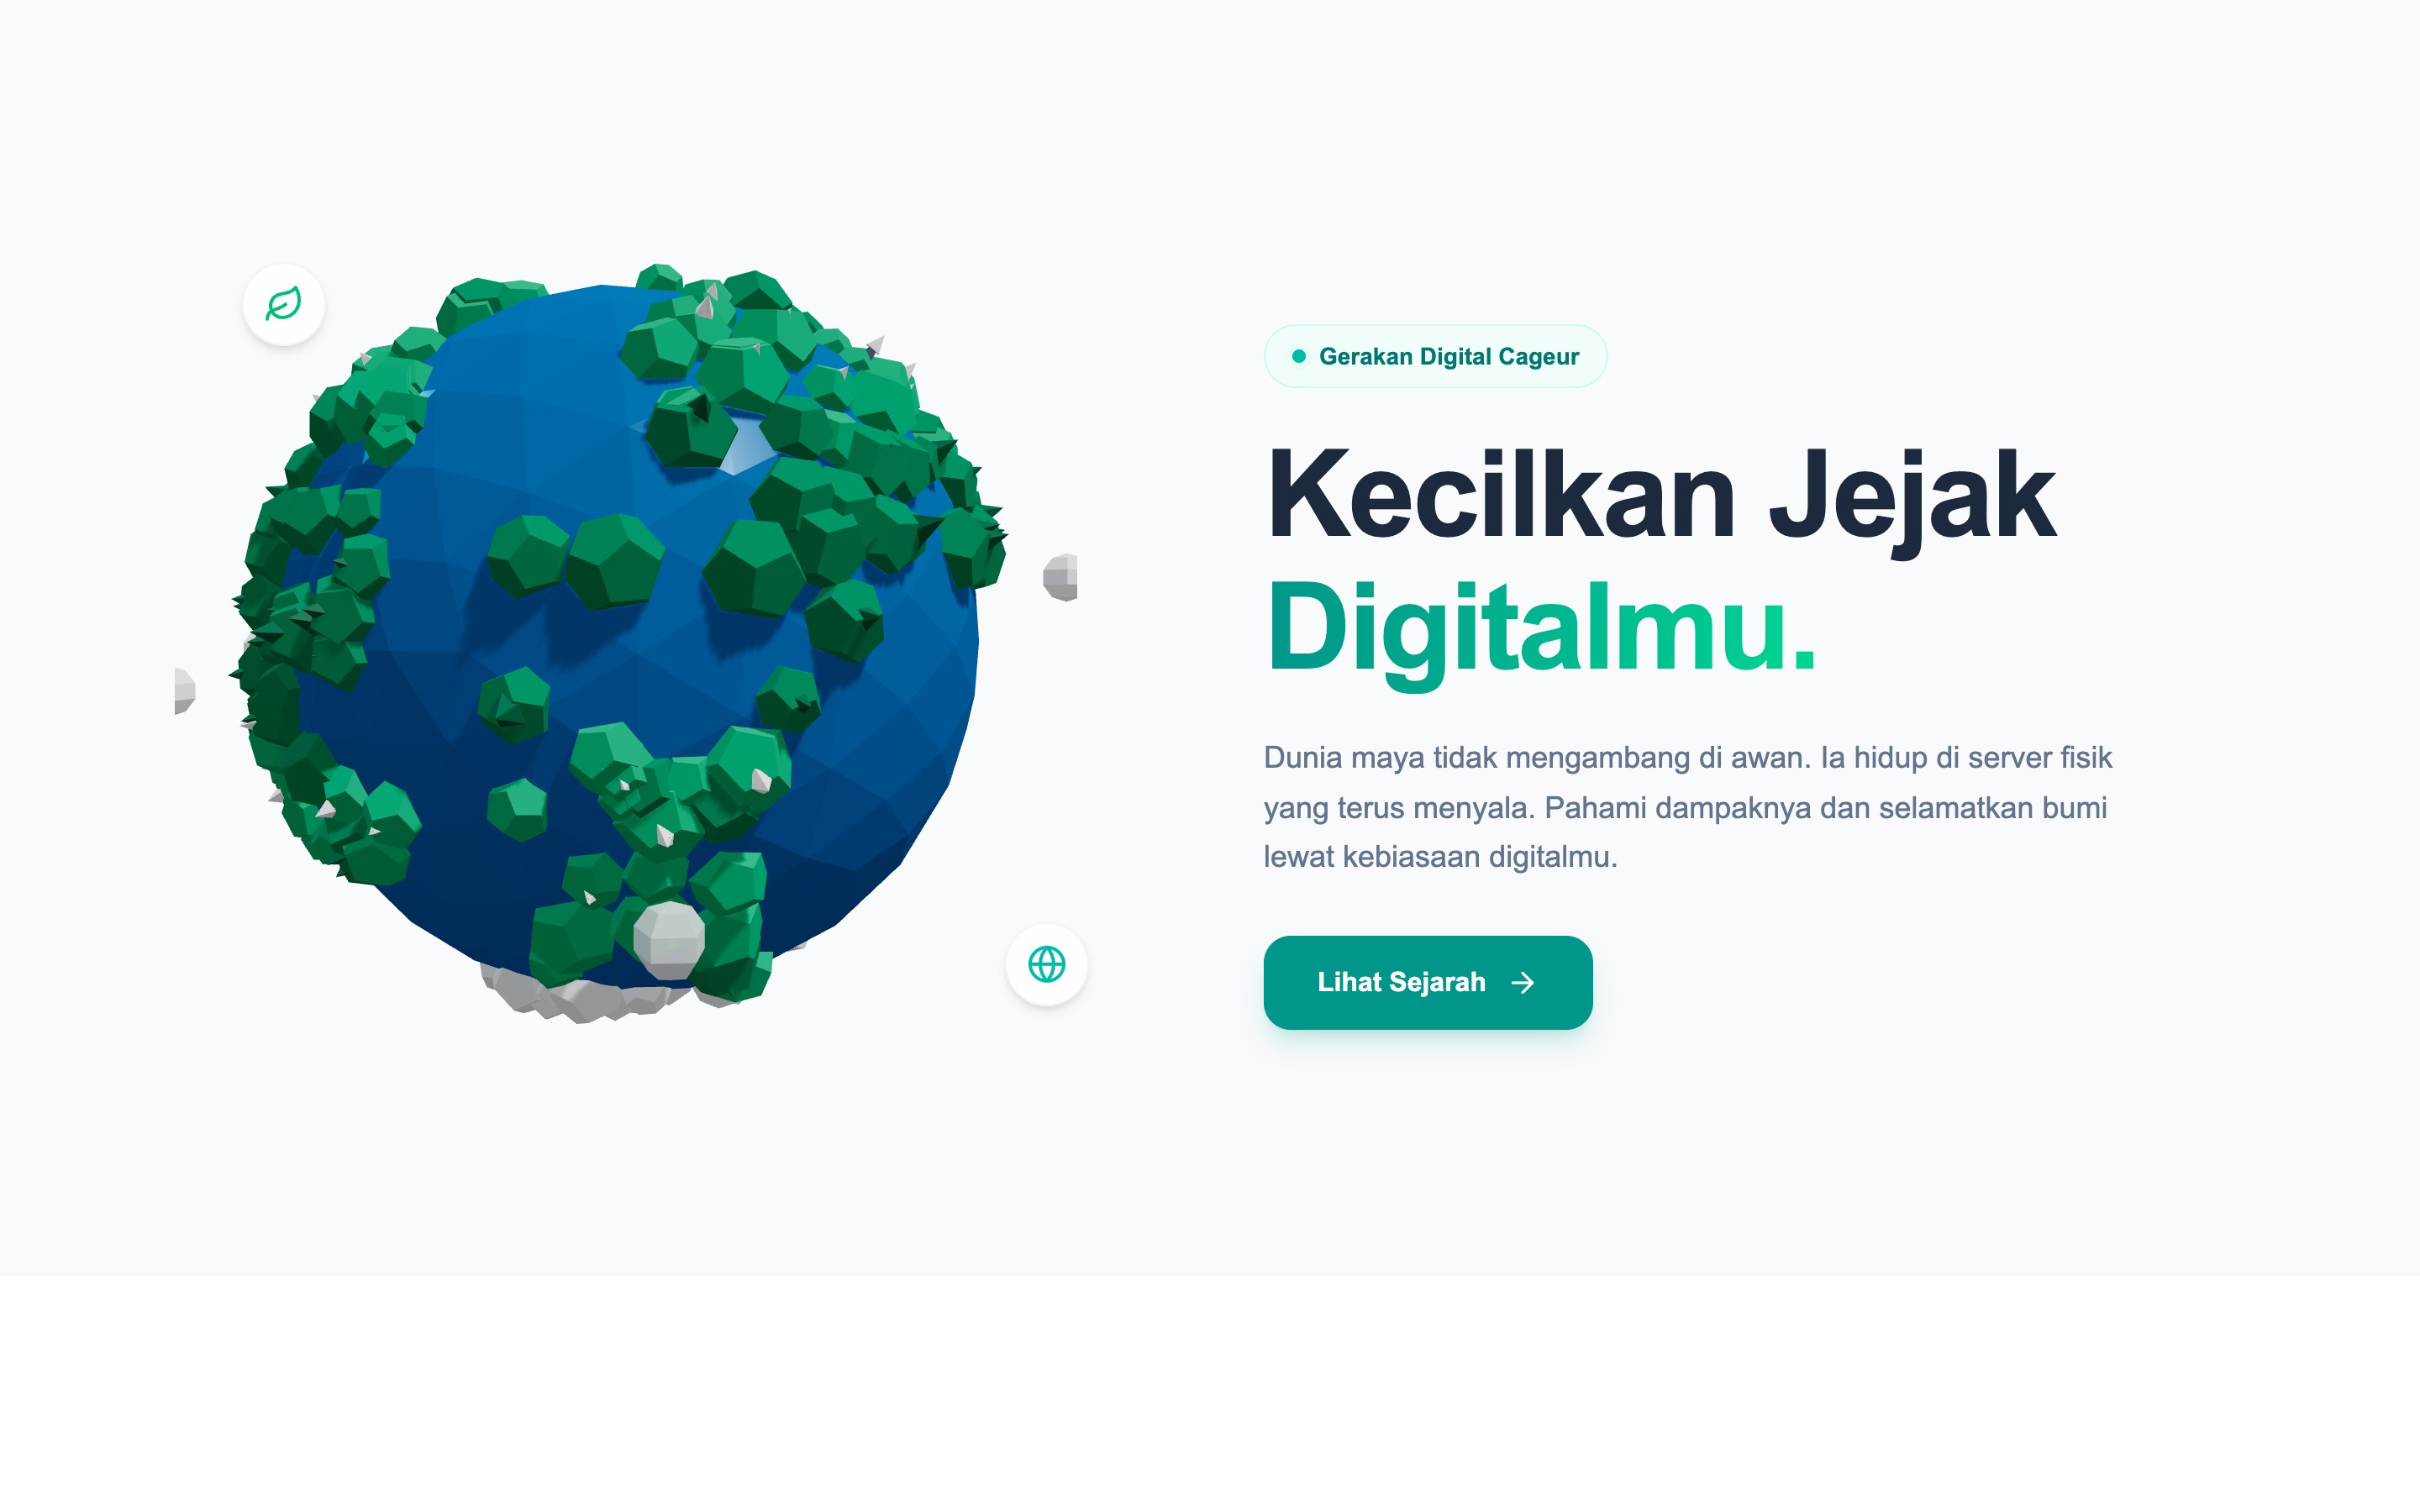 Gerakan Digital Cageur
Kecilkan Jejak
Digitalmu.
Dunia maya tidak mengambang di awan. Ia hidup di server fisik
yang terus menyala. Pahami dampaknya dan selamatkan bumi
lewat kebiasaan digitalmu.
Lihat Sejarah